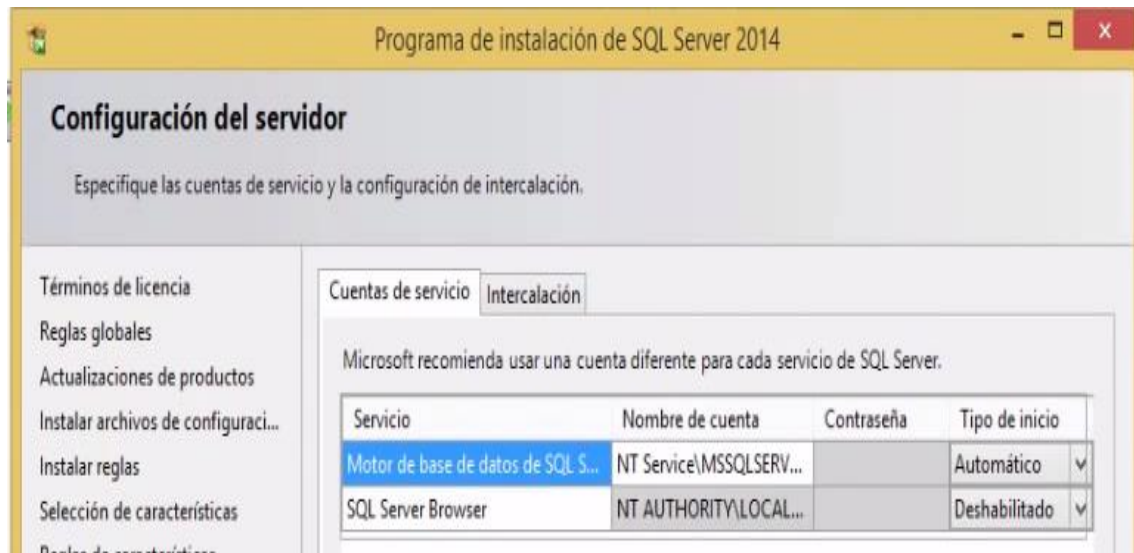 Programa de instalación de SQL Server 2014
Configuración del servidor
Especifique las cuentas de servicio y la configuración de intercalación.
Términos de licencia
Reglas globales
Actualizaciones de productos
Instalar archivos de configuraci...
Instalar reglas
Selección de características
Reglas de características
Cuentas de servicio Intercalación
Microsoft recomienda usar una cuenta diferente para cada servicio de SQL Server.
Servicio Nombre de cuenta Contraseña Tipo de inicio
Motor de base de datos de SQL S... NT Service\MSSQLSERV... Automático
SQL Server Browser NT AUTHORITY\LOCAL... Deshabilitado